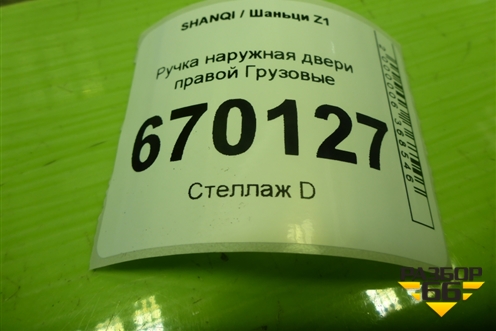 SHANQI / Шаньци Z1
Ручка наружная двери
правой Грузовые
670127
Стеллаж D
РАЗБОР
66